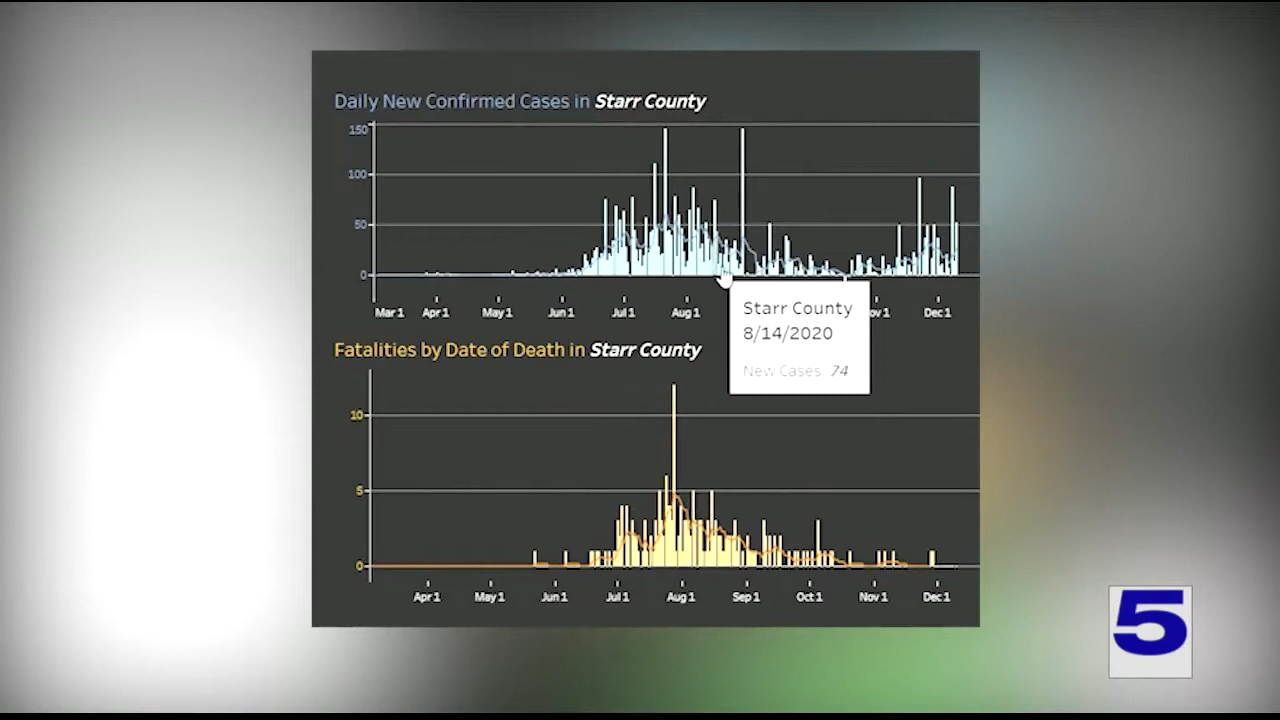 Daily New Confirmed Cases in Starr County
150
100
50
0
Mar 1 Apr 1 May 1 Jun 1 Jul 1 Aug 1 Nov 1 Dec 1
Starr County
8/14/2020
New Cases 74
Fatalities by Date of Death in Starr County
10
5
0
Apr 1 May 1 Jun 1 Jul 1 Aug 1 Sep 1 Oct 1 Nov 1 Dec 1
5